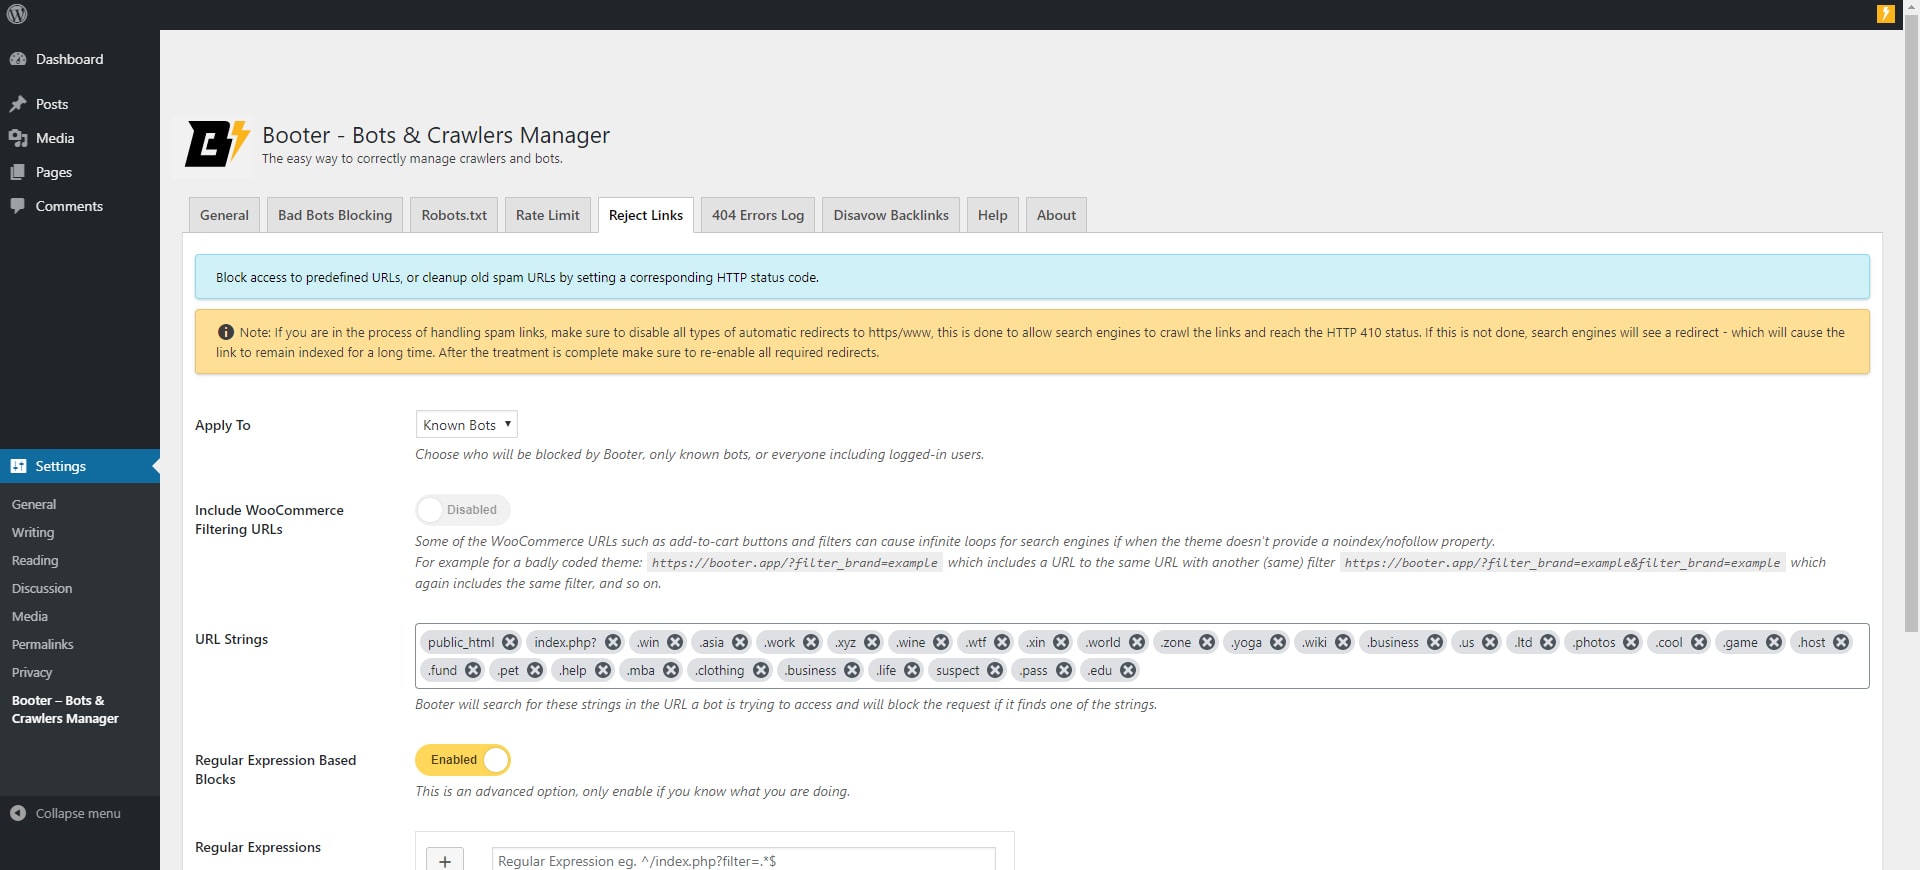 Dashboard
Posts
Media
Pages
Comments
Settings
General
Writing
Reading
Discussion
Media
Permalinks
Privacy
Booter – Bots &
Crawlers Manager
Collapse menu
Booter - Bots & Crawlers Manager
The easy way to correctly manage crawlers and bots.
General Bad Bots Blocking Robots.txt Rate Limit Reject Links 404 Errors Log Disavow Backlinks Help About
Block access to predefined URLs, or cleanup old spam URLs by setting a corresponding HTTP status code.
Note: If you are in the process of handling spam links, make sure to disable all types of automatic redirects to https/www, this is done to allow search engines to crawl the links and reach the HTTP 410 status. If this is not done, search engines will see a redirect - which will cause the
link to remain indexed for a long time. After the treatment is complete make sure to re-enable all required redirects.
Apply To
Known Bots
Choose who will be blocked by Booter, only known bots, or everyone including logged-in users.
Include WooCommerce
Filtering URLs
Disabled
Some of the WooCommerce URLs such as add-to-cart buttons and filters can cause infinite loops for search engines if when the theme doesn't provide a noindex/nofollow property.
For example for a badly coded theme: https://booter.app/?filter_brand=example which includes a URL to the same URL with another (same) filter https://booter.app/?filter_brand=example&filter_brand=example which
again includes the same filter, and so on.
URL Strings
public_html index.php? .win .asia .work .xyz .wine .wtf .xin .world .zone .yoga .wiki .business .us .ltd .photos .cool .game .host
.fund .pet .help .mba .clothing .business .life suspect .pass .edu
Booter will search for these strings in the URL a bot is trying to access and will block the request if it finds one of the strings.
Regular Expression Based
Blocks
Enabled
This is an advanced option, only enable if you know what you are doing.
Regular Expressions
+
Regular Expression eg. ^/index.php?filter=.*$